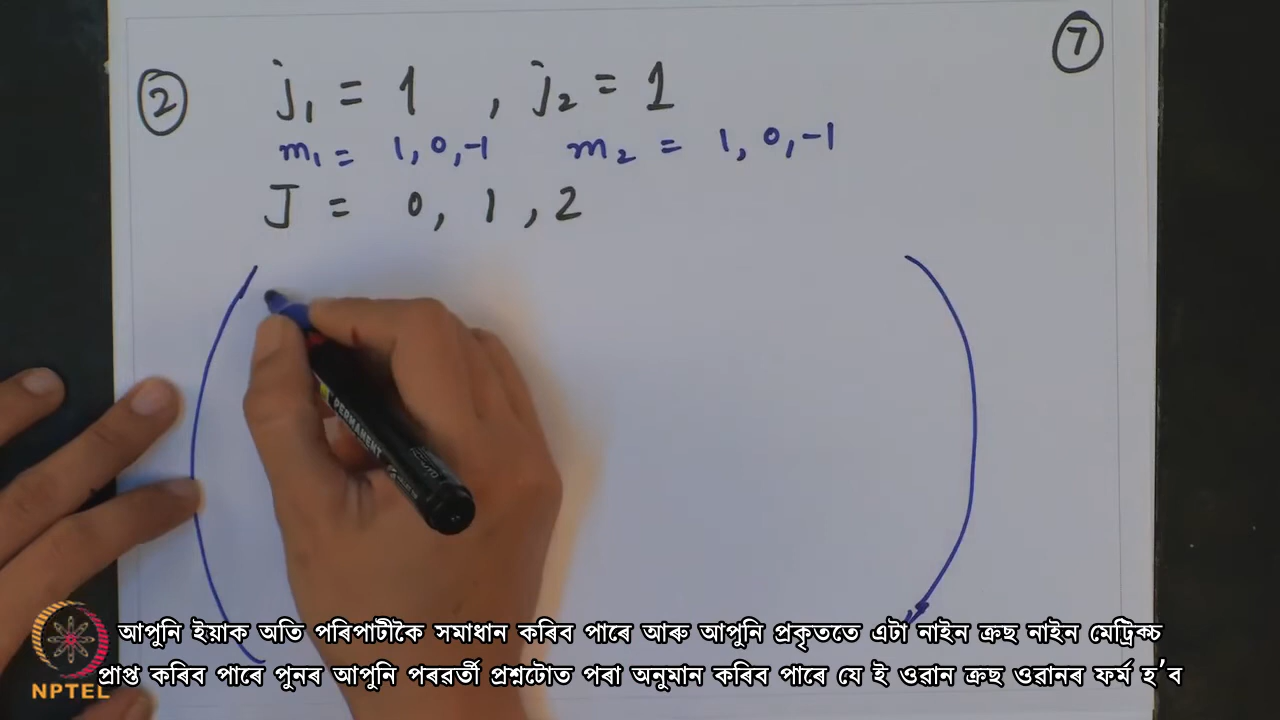 ② j₁ = 1 , j₂ = 1 ⑦
m₁ = 1, 0, -1 m₂ = 1, 0, -1
J = 0, 1, 2
PERMANENT
আপুনি ইয়াক অতি পৰিপাটীকৈ সমাধান কৰিব পাৰে আৰু আপুনি প্ৰকৃততে এটা নাইন ক্ৰছ নাইন মেট্ৰিক্চ
প্ৰাপ্ত কৰিব পাৰে পুনৰ আপুনি পৰৱৰ্তী প্ৰশ্নটোত পৰা অনুমান কৰিব পাৰে যে ই ওৱান ক্ৰছ ওৱানৰ ফৰ্ম হ'ব
NPTEL